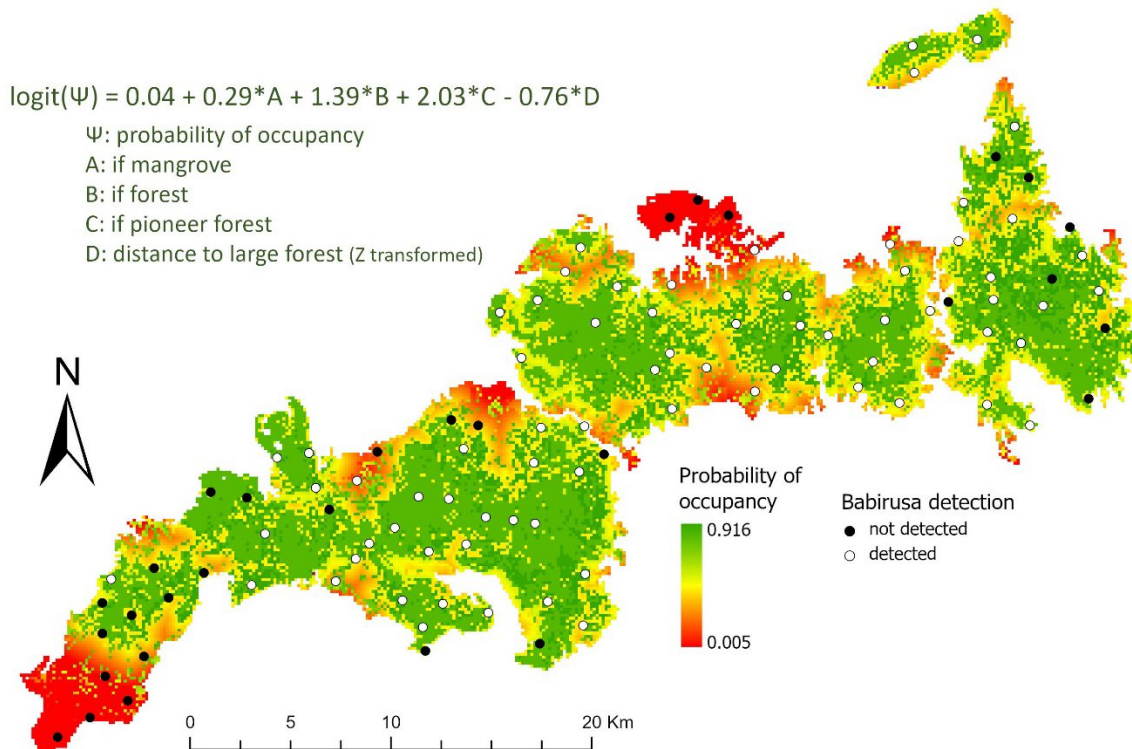 logit(Ψ) = 0.04 + 0.29*A + 1.39*B + 2.03*C - 0.76*D
Ψ: probability of occupancy
A: if mangrove
B: if forest
C: if pioneer forest
D: distance to large forest (Z transformed)
N
Probability of
occupancy
0.916
0.005
Babirusa detection
not detected
detected
0 5 10 20 Km